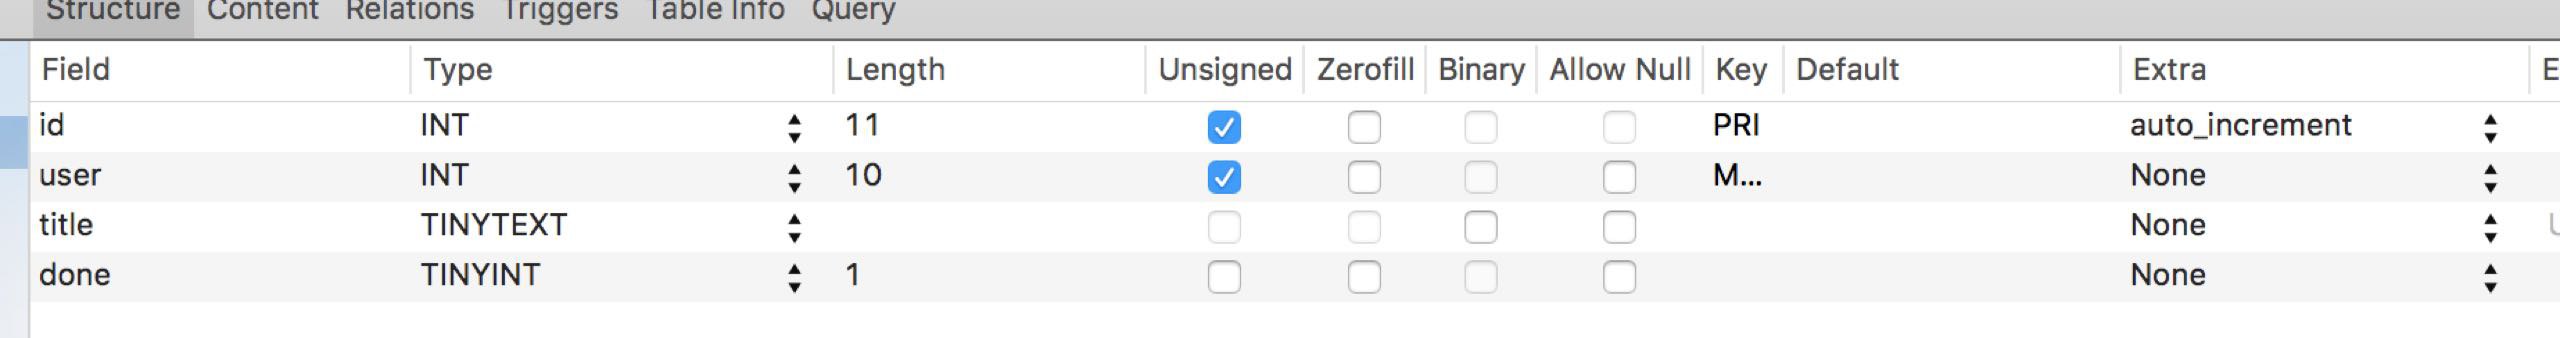 Structure Content Relations Triggers Table Info Query
Field Type Length Unsigned Zerofill Binary Allow Null Key Default Extra E
id INT 11 PRI auto_increment
user INT 10 M... None
title TINYTEXT None
done TINYINT 1 None